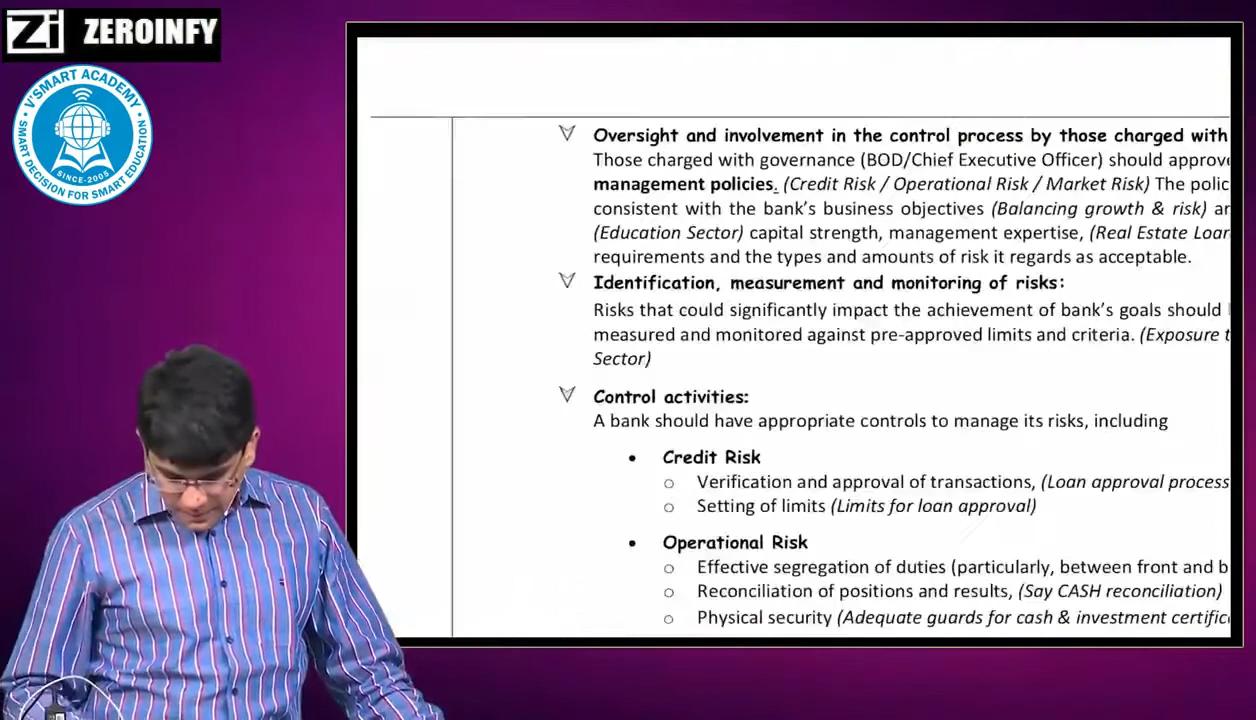 Zi ZEROINFY
V'SMART ACADEMY
SINCE-2005
SMART DECISION FOR SMART EDUCATION
Oversight and involvement in the control process by those charged with
Those charged with governance (BOD/Chief Executive Officer) should approve
management policies. (Credit Risk / Operational Risk / Market Risk) The polic
consistent with the bank's business objectives (Balancing growth & risk) an
(Education Sector) capital strength, management expertise, (Real Estate Loan
requirements and the types and amounts of risk it regards as acceptable.
Identification, measurement and monitoring of risks:
Risks that could significantly impact the achievement of bank's goals should
measured and monitored against pre-approved limits and criteria. (Exposure t
Sector)
Control activities:
A bank should have appropriate controls to manage its risks, including
• Credit Risk
o Verification and approval of transactions, (Loan approval process
o Setting of limits (Limits for loan approval)
• Operational Risk
o Effective segregation of duties (particularly, between front and b
o Reconciliation of positions and results, (Say CASH reconciliation)
o Physical security (Adequate guards for cash & investment certific